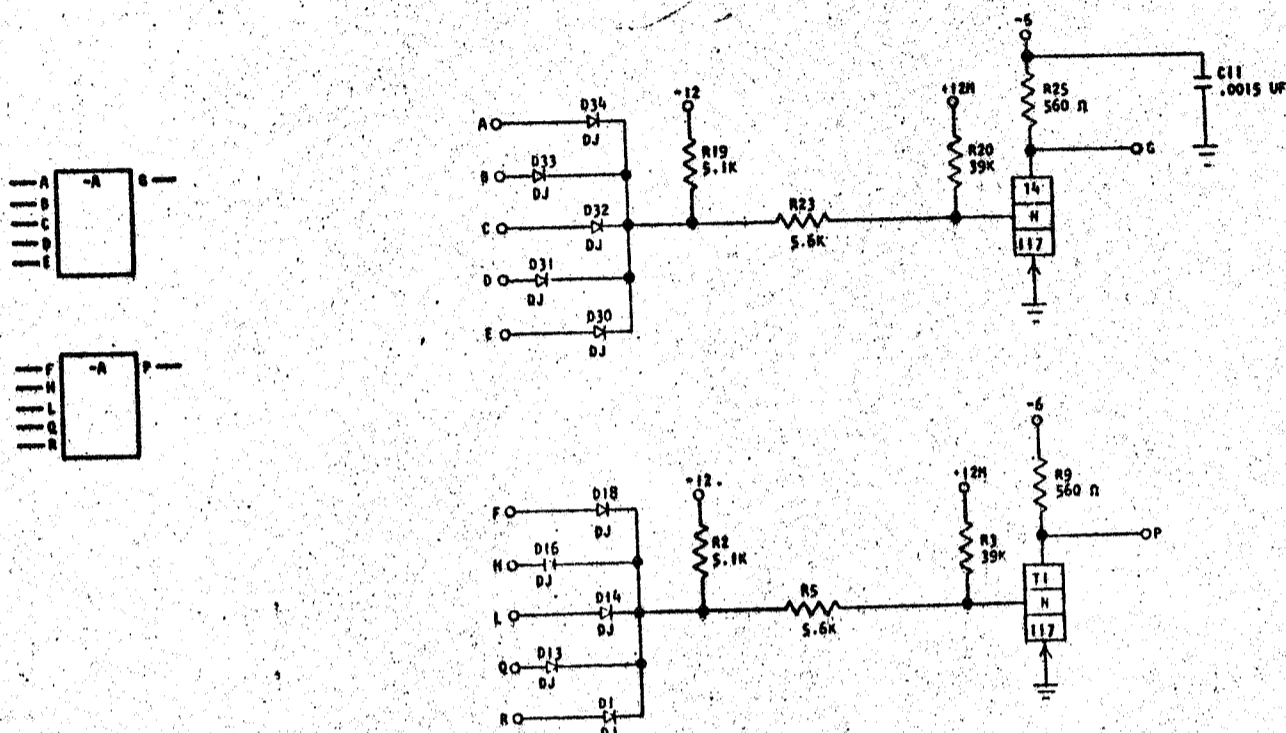 -6
C11
.0015 UF
R25
560 Ω
G
D34
A
DJ
-12
+12M
R19
5.1K
R20
39K
D33
B
DJ
D32
C
DJ
R23
5.6K
T4
N
117
D31
D
DJ
D30
E
DJ
A
B
C
D
E
-A
G
F
H
L
Q
R
-A
P
-6
R9
560 Ω
P
D18
F
DJ
-12
+12M
R2
5.1K
R3
39K
D16
H
DJ
D14
L
DJ
R5
5.6K
T1
N
117
D13
Q
DJ
D1
R
DJ